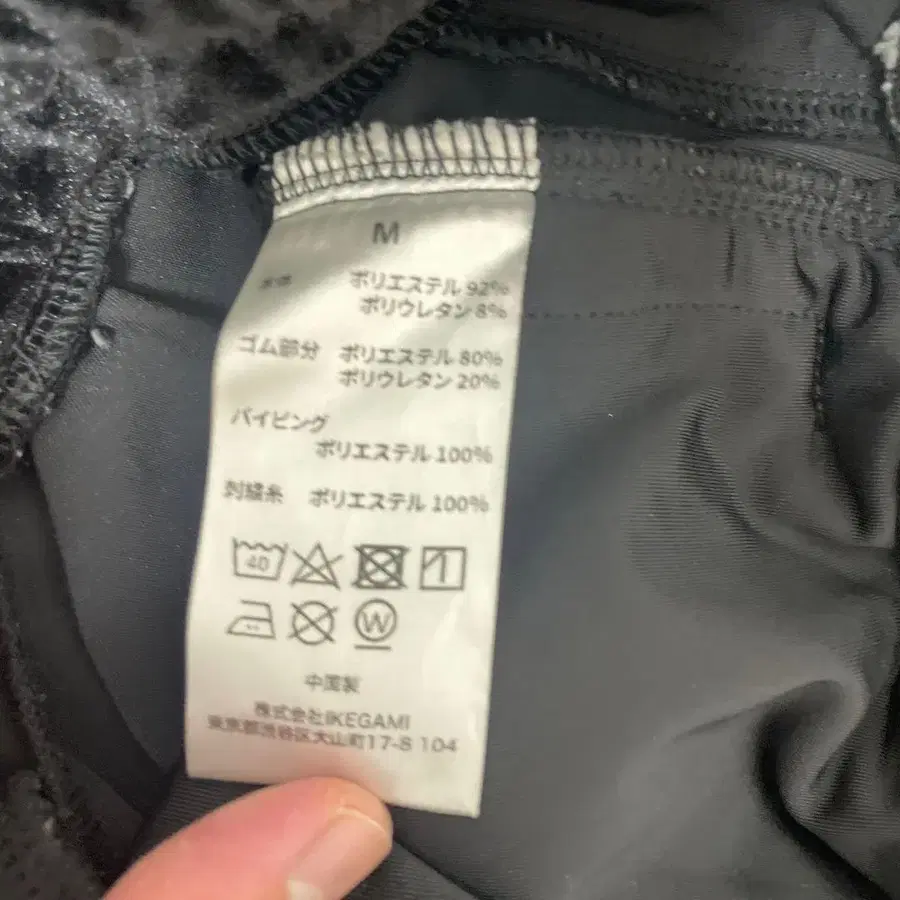 M
本体 ポリエステル 92%
ポリウレタン 8%
ゴム部分 ポリエステル 80%
ポリウレタン 20%
パイピング
ポリエステル 100%
刺繍糸 ポリエステル 100%
40
W
中国製
株式会社IKEGAMI
東京都渋谷区大山町17-8 104